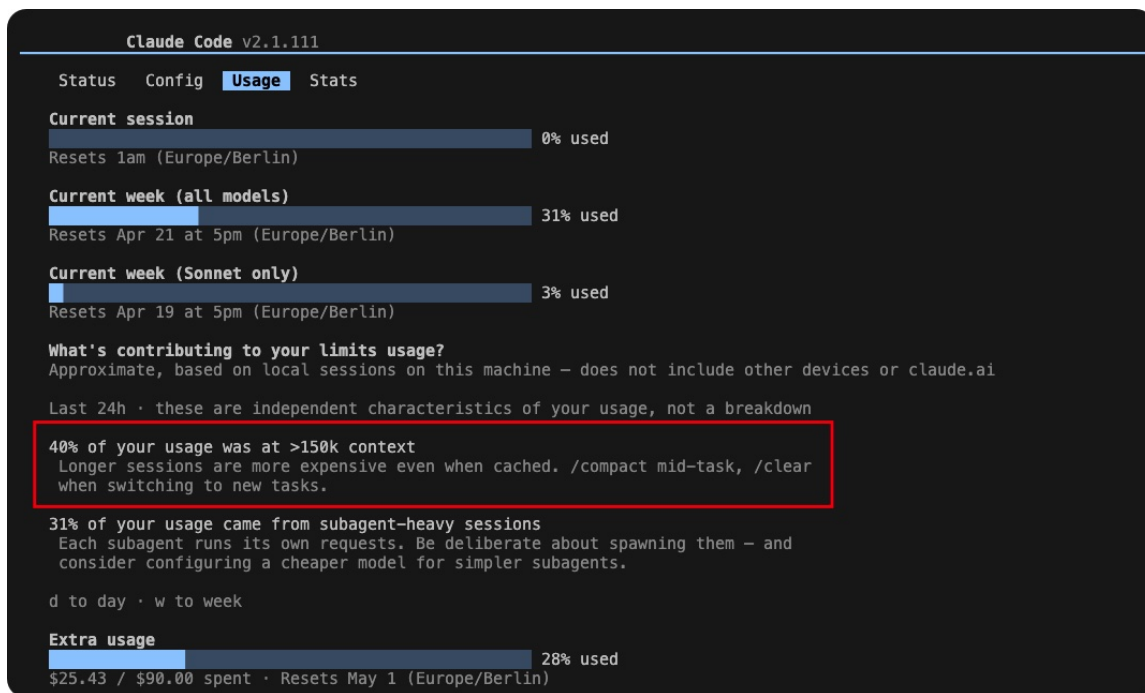 Claude Code v2.1.111
Status Config Usage Stats
Current session
0% used
Resets 1am (Europe/Berlin)
Current week (all models)
31% used
Resets Apr 21 at 5pm (Europe/Berlin)
Current week (Sonnet only)
3% used
Resets Apr 19 at 5pm (Europe/Berlin)
What's contributing to your limits usage?
Approximate, based on local sessions on this machine — does not include other devices or claude.ai
Last 24h · these are independent characteristics of your usage, not a breakdown
40% of your usage was at >150k context
Longer sessions are more expensive even when cached. /compact mid-task, /clear
when switching to new tasks.
31% of your usage came from subagent-heavy sessions
Each subagent runs its own requests. Be deliberate about spawning them — and
consider configuring a cheaper model for simpler subagents.
d to day · w to week
Extra usage
28% used
$25.43 / $90.00 spent · Resets May 1 (Europe/Berlin)